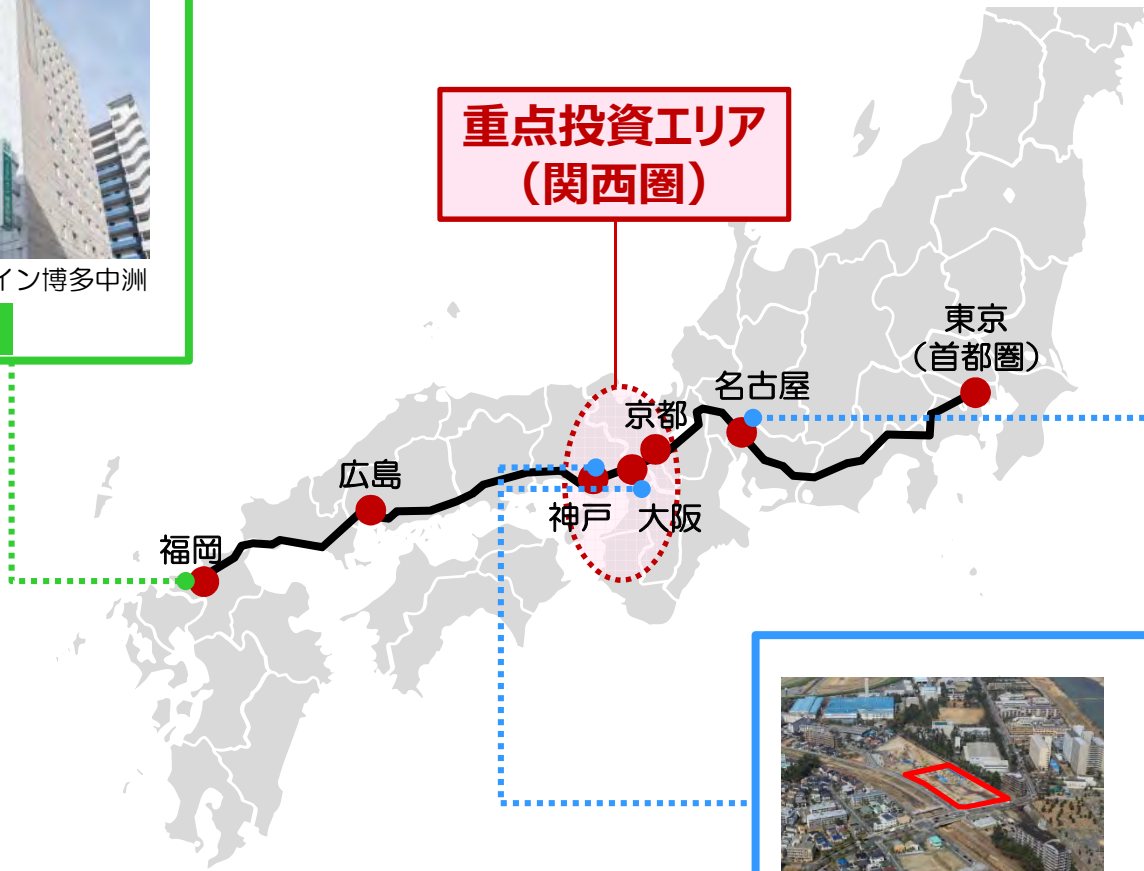 重点投資エリア
（関西圏）
イン博多中洲
東京
（首都圏）
名古屋
京都
広島
神戸
大阪
福岡